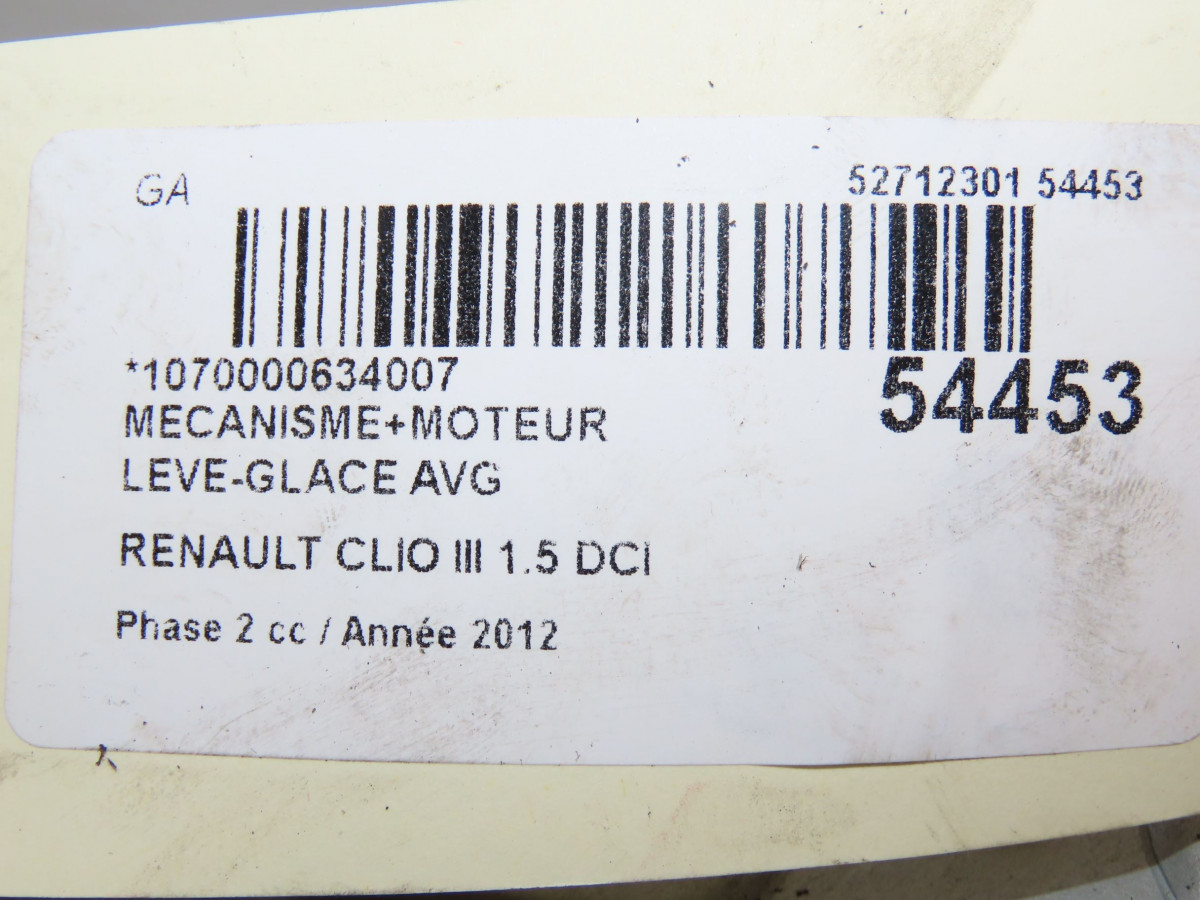 GA
52712301 54453
*1070000634007
54453
MECANISME+MOTEUR
LEVE-GLACE AVG
RENAULT CLIO III 1.5 DCI
Phase 2 cc / Année 2012